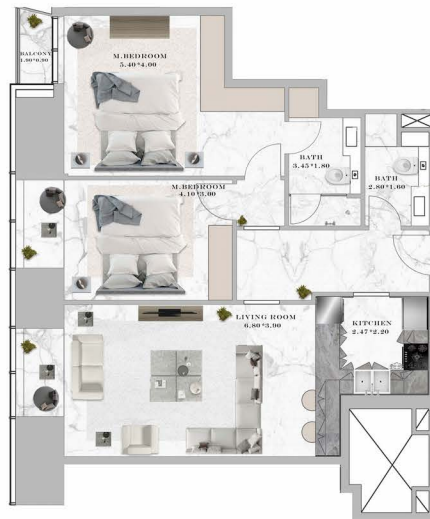 BALCONY
1.90*0.90
M.BEDROOM
5.40*4.00
BATH
3.45*1.80
BATH
2.80*1.60
M.BEDROOM
4.10*3.00
LIVING ROOM
6.80*3.90
KITCHEN
2.47*2.20